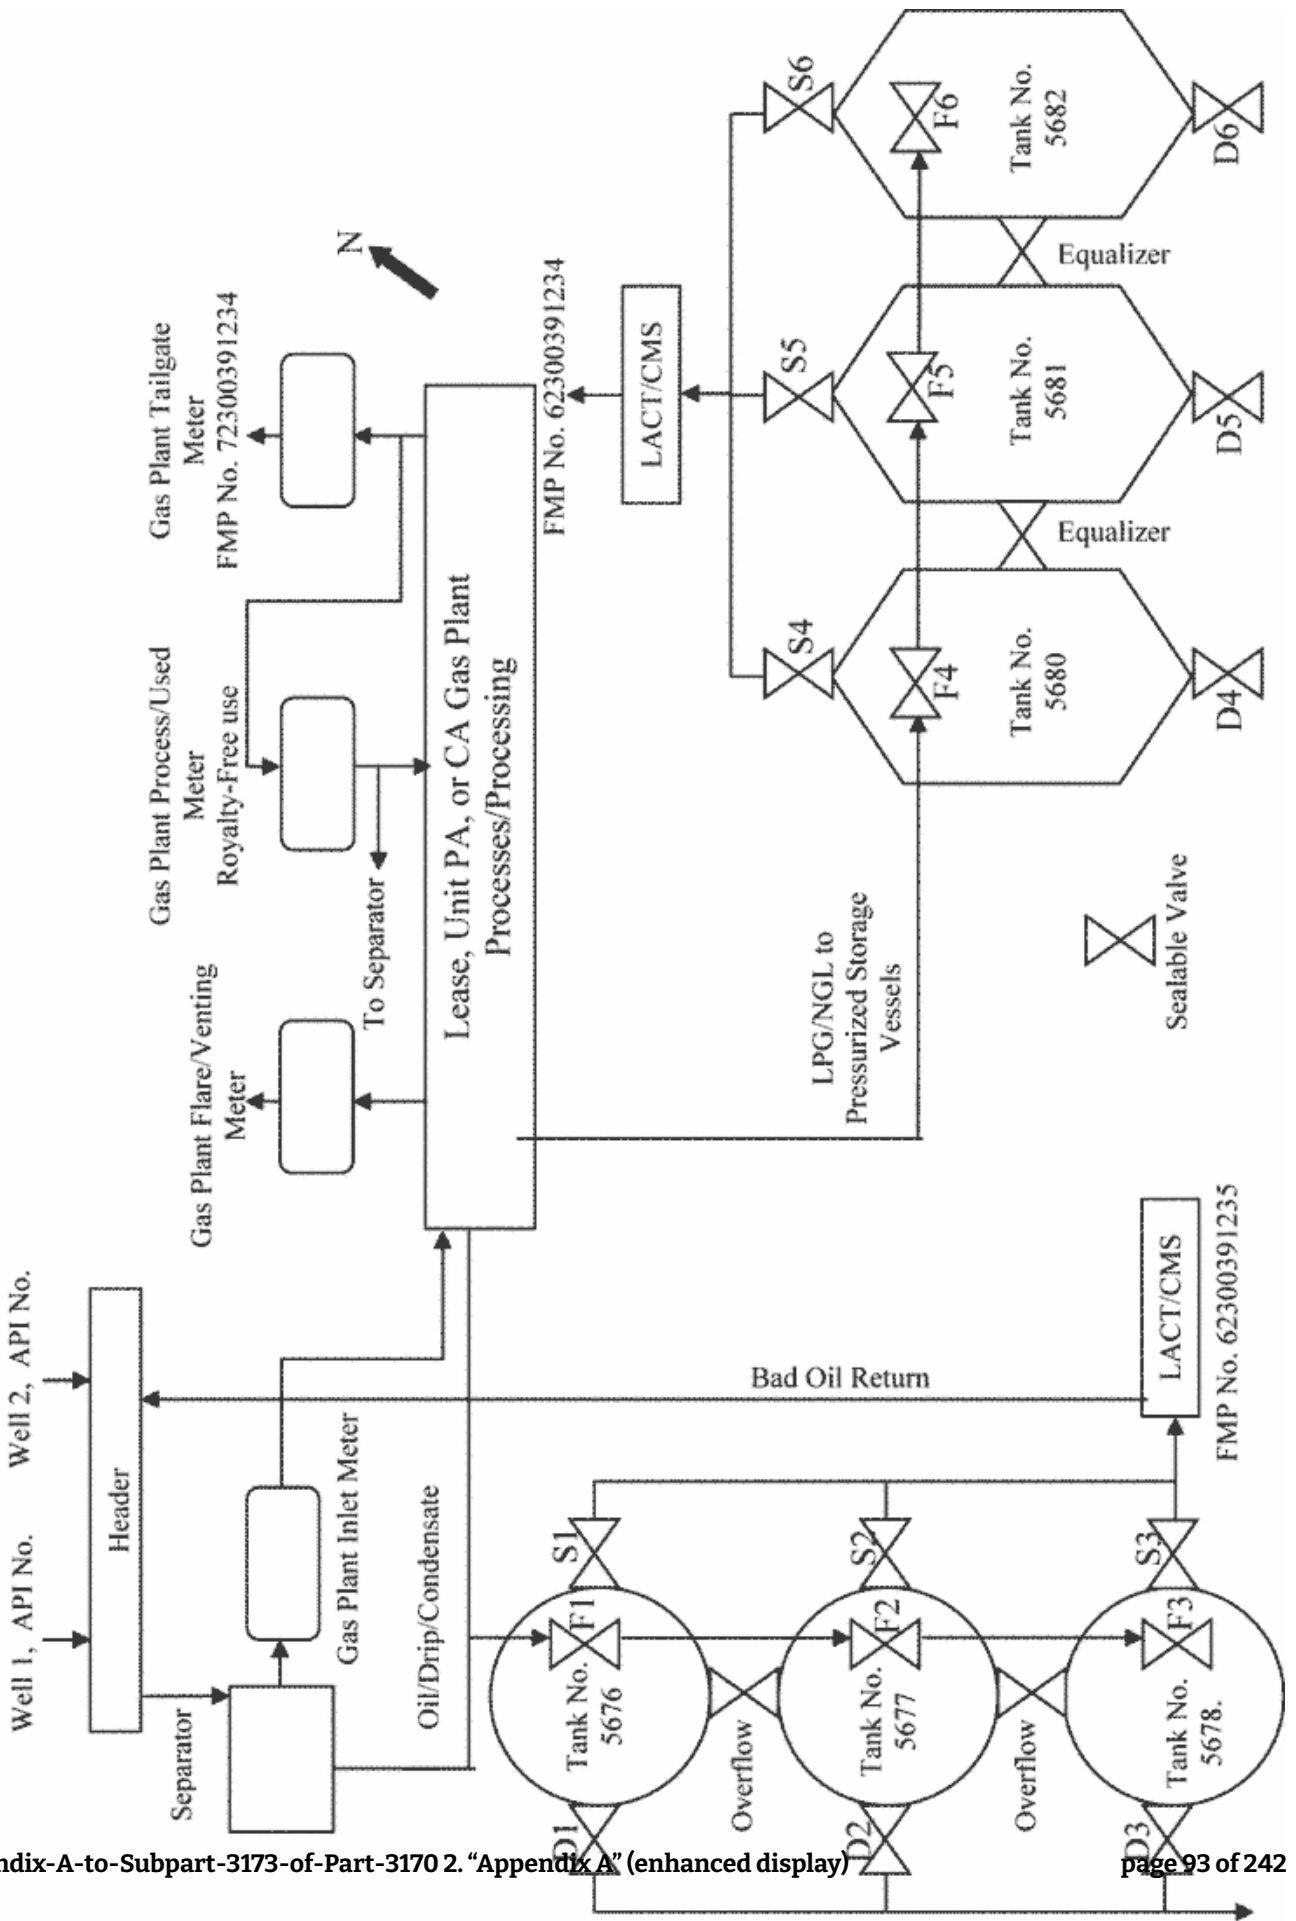 Well 1, API No.
Well 2, API No.
Header
Separator
Gas Plant Inlet Meter
Oil/Drip/Condensate
Gas Plant Flare/Venting
Meter
To Separator
Gas Plant Process/Used
Meter
Royalty-Free use
Gas Plant Tailgate
Meter
FMP No. 72300391234
N
Lease, Unit PA, or CA Gas Plant
Processes/Processing
FMP No. 62300391234
LACT/CMS
S4
S5
S6
F4
F5
F6
Tank No.
5680
Tank No.
5681
Tank No.
5682
Equalizer
Equalizer
D4
D5
D6
LPG/NGL to
Pressurized Storage
Vessels
Sealable Valve
Bad Oil Return
LACT/CMS
FMP No. 62300391235
S1
S2
S3
F1
F2
F3
Tank No.
5676
Tank No.
5677
Tank No.
5678.
Overflow
Overflow
D1
D2
D3
ndix-A-to-Subpart-3173-of-Part-3170 2. “Appendix A” (enhanced display)
page 93 of 242